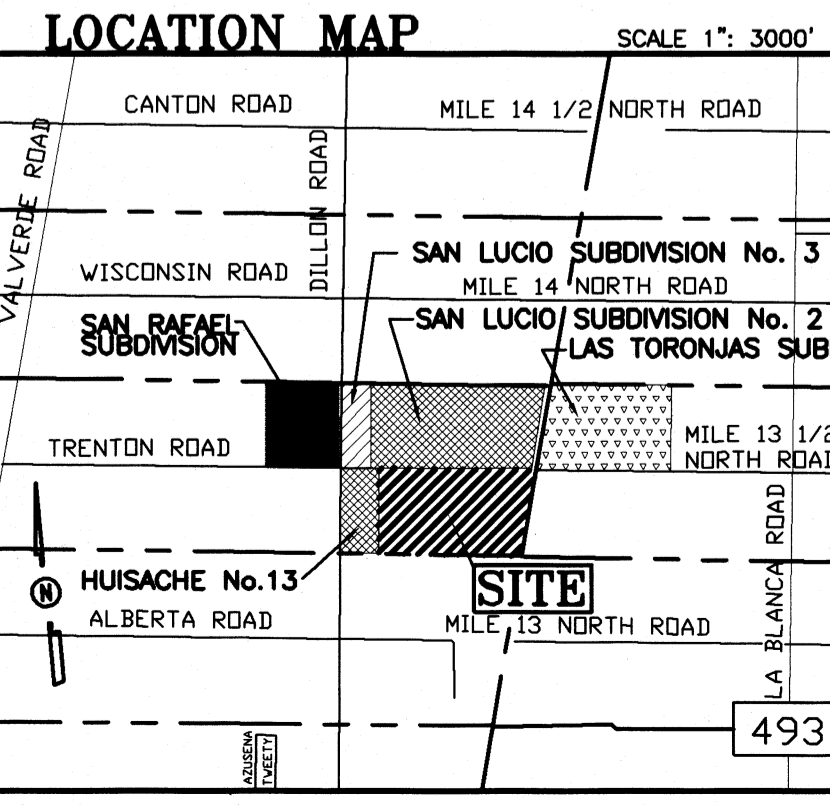 LOCATION MAP
SCALE 1": 3000'
CANTON ROAD
MILE 14 1/2 NORTH ROAD
VALVERDE ROAD
DILLON ROAD
SAN LUCIO SUBDIVISION No. 3
WISCONSIN ROAD
MILE 14 NORTH ROAD
SAN RAFAEL
SUBDIVISION
SAN LUCIO SUBDIVISION No. 2
LAS TORONJAS SUB
TRENTON ROAD
MILE 13 1/2
NORTH ROAD
LA BLANCA ROAD
N
HUISACHE No.13
SITE
ALBERTA ROAD
MILE 13 NORTH ROAD
493
AZUSENA
TWEETY